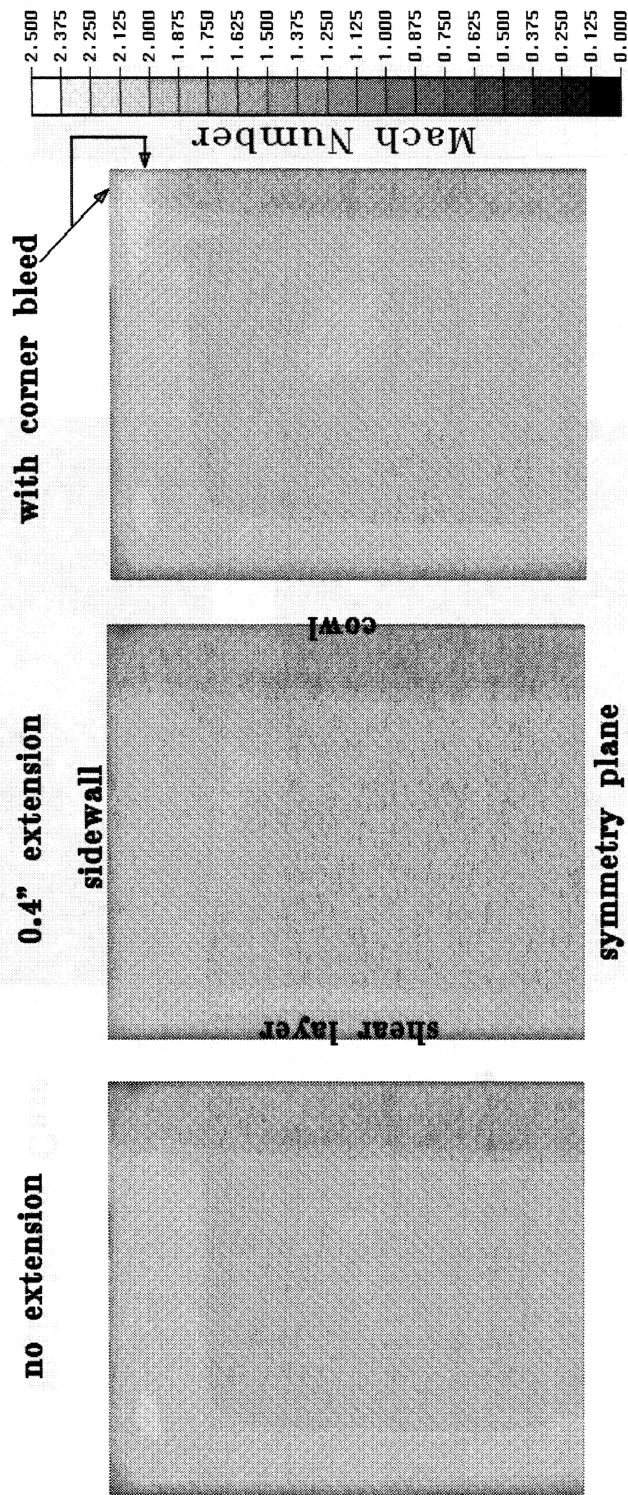 no extension
0.4" extension
with corner bleed
sidewall
shear layer
cowl
symmetry plane
Mach Number
2.500
2.375
2.250
2.125
2.000
1.875
1.750
1.625
1.500
1.375
1.250
1.125
1.000
0.875
0.750
0.625
0.500
0.375
0.250
0.125
0.000